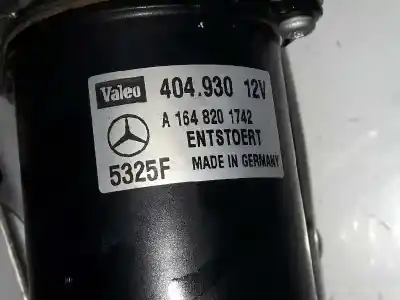 Valeo 404.930 12V
A 164 820 1742
ENTSTOERT
5325F MADE IN GERMANY